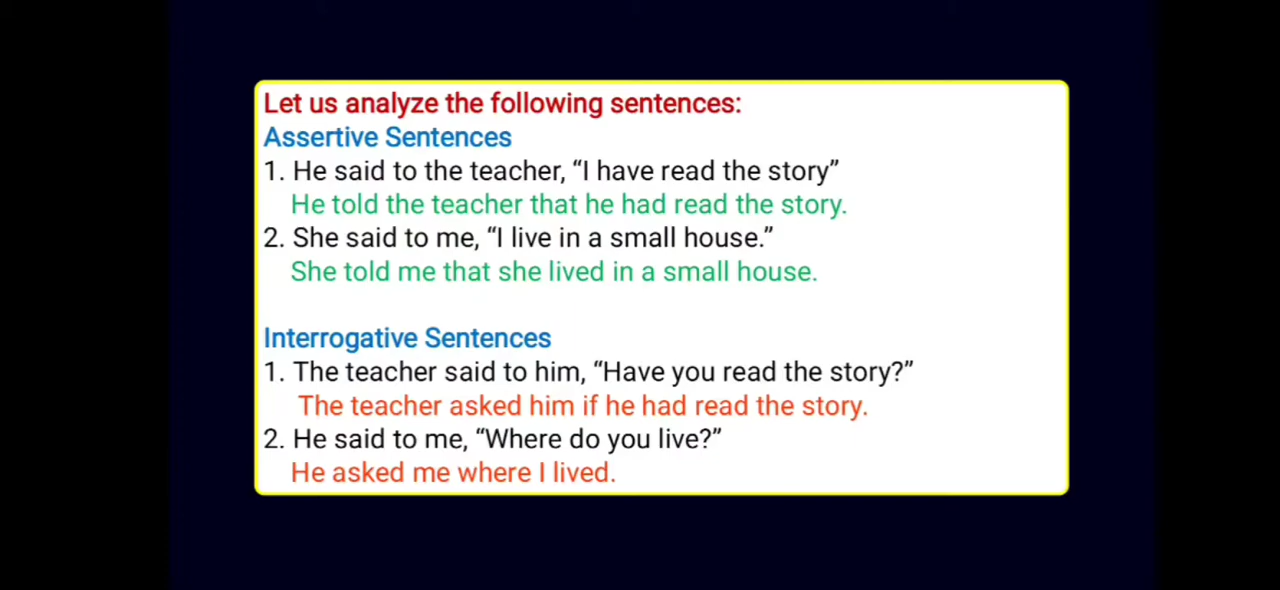 Let us analyze the following sentences:
Assertive Sentences
1. He said to the teacher, “I have read the story”
He told the teacher that he had read the story.
2. She said to me, “I live in a small house.”
She told me that she lived in a small house.
Interrogative Sentences
1. The teacher said to him, “Have you read the story?”
The teacher asked him if he had read the story.
2. He said to me, “Where do you live?”
He asked me where I lived.